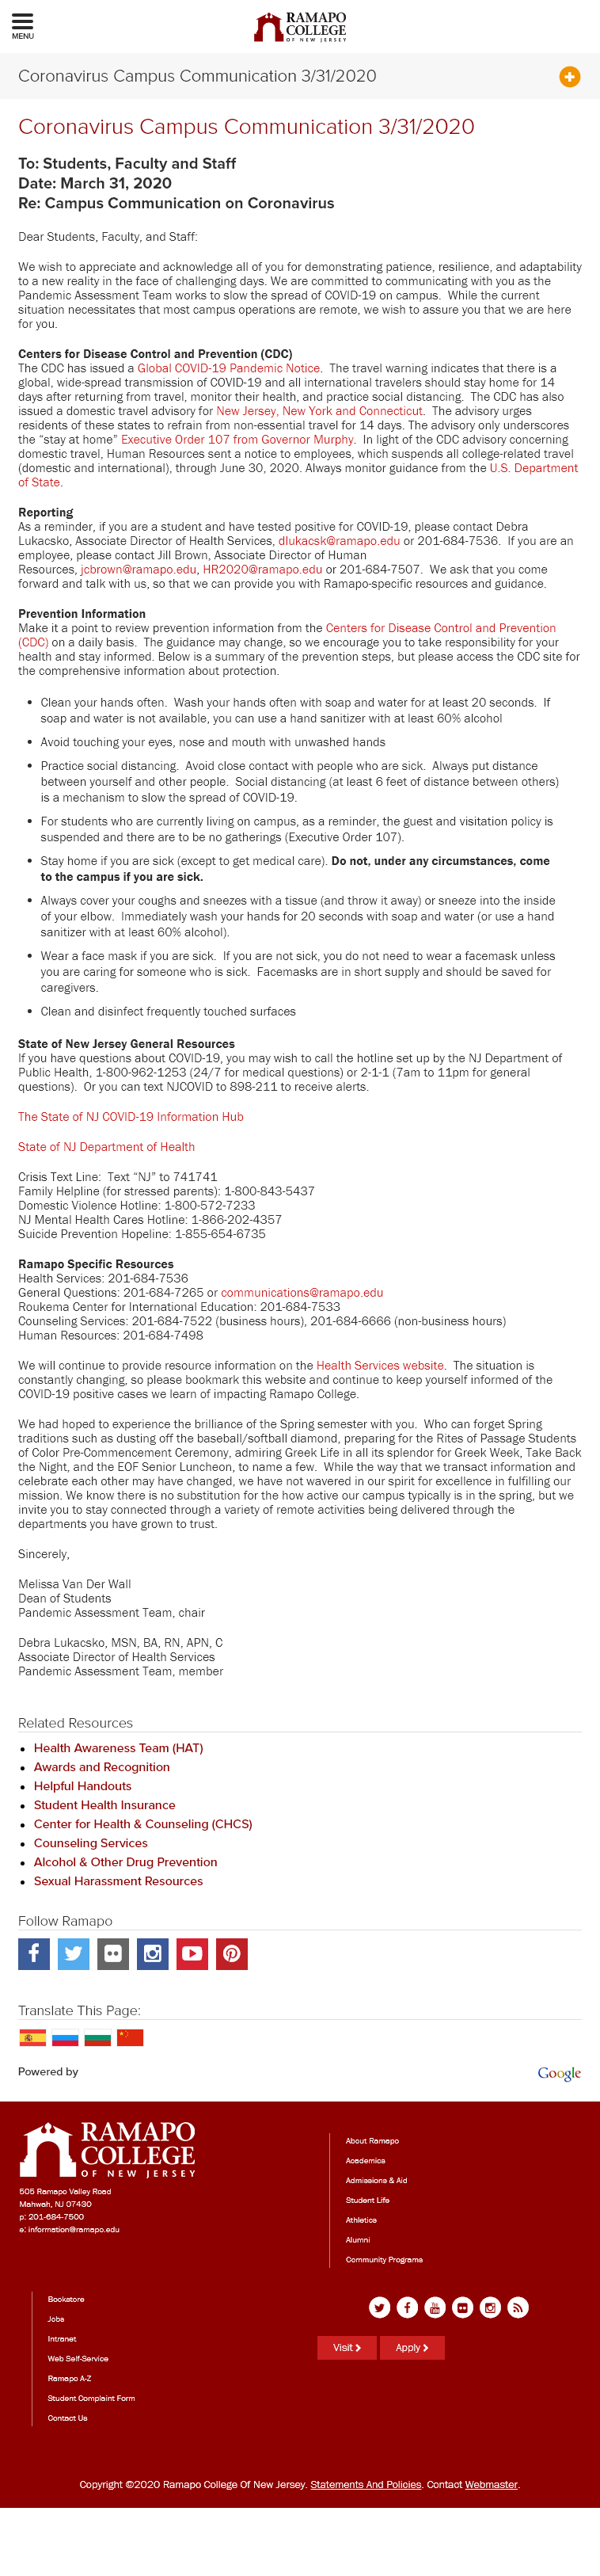 MENU
RAMAPO
COLLEGE
OF NEW JERSEY
Coronavirus Campus Communication 3/31/2020
Coronavirus Campus Communication 3/31/2020
To: Students, Faculty and Staff
Date: March 31, 2020
Re: Campus Communication on Coronavirus
Dear Students, Faculty, and Staff:
We wish to appreciate and acknowledge all of you for demonstrating patience, resilience, and adaptability
to a new reality in the face of challenging days. We are committed to communicating with you as the
Pandemic Assessment Team works to slow the spread of COVID-19 on campus.  While the current
situation necessitates that most campus operations are remote, we wish to assure you that we are here
for you.
Centers for Disease Control and Prevention (CDC)
The CDC has issued a Global COVID-19 Pandemic Notice.  The travel warning indicates that there is a
global, wide-spread transmission of COVID-19 and all international travelers should stay home for 14
days after returning from travel, monitor their health, and practice social distancing.  The CDC has also
issued a domestic travel advisory for New Jersey, New York and Connecticut.  The advisory urges
residents of these states to refrain from non-essential travel for 14 days. The advisory only underscores
the “stay at home” Executive Order 107 from Governor Murphy.  In light of the CDC advisory concerning
domestic travel, Human Resources sent a notice to employees, which suspends all college-related travel
(domestic and international), through June 30, 2020. Always monitor guidance from the U.S. Department
of State.
Reporting
As a reminder, if you are a student and have tested positive for COVID-19, please contact Debra
Lukacsko, Associate Director of Health Services, dlukacsk@ramapo.edu or 201-684-7536.  If you are an
employee, please contact Jill Brown, Associate Director of Human
Resources, jcbrown@ramapo.edu, HR2020@ramapo.edu or 201-684-7507.  We ask that you come
forward and talk with us, so that we can provide you with Ramapo-specific resources and guidance.
Prevention Information
Make it a point to review prevention information from the Centers for Disease Control and Prevention
(CDC) on a daily basis.  The guidance may change, so we encourage you to take responsibility for your
health and stay informed. Below is a summary of the prevention steps, but please access the CDC site for
the comprehensive information about protection.
• Clean your hands often.  Wash your hands often with soap and water for at least 20 seconds.  If
soap and water is not available, you can use a hand sanitizer with at least 60% alcohol
• Avoid touching your eyes, nose and mouth with unwashed hands
• Practice social distancing.  Avoid close contact with people who are sick.  Always put distance
between yourself and other people.  Social distancing (at least 6 feet of distance between others)
is a mechanism to slow the spread of COVID-19.
• For students who are currently living on campus, as a reminder, the guest and visitation policy is
suspended and there are to be no gatherings (Executive Order 107).
• Stay home if you are sick (except to get medical care). Do not, under any circumstances, come
to the campus if you are sick.
• Always cover your coughs and sneezes with a tissue (and throw it away) or sneeze into the inside
of your elbow.  Immediately wash your hands for 20 seconds with soap and water (or use a hand
sanitizer with at least 60% alcohol).
• Wear a face mask if you are sick.  If you are not sick, you do not need to wear a facemask unless
you are caring for someone who is sick.  Facemasks are in short supply and should be saved for
caregivers.
• Clean and disinfect frequently touched surfaces
State of New Jersey General Resources
If you have questions about COVID-19, you may wish to call the hotline set up by the NJ Department of
Public Health, 1-800-962-1253 (24/7 for medical questions) or 2-1-1 (7am to 11pm for general
questions).  Or you can text NJCOVID to 898-211 to receive alerts.
The State of NJ COVID-19 Information Hub
State of NJ Department of Health
Crisis Text Line:  Text “NJ” to 741741
Family Helpline (for stressed parents): 1-800-843-5437
Domestic Violence Hotline: 1-800-572-7233
NJ Mental Health Cares Hotline: 1-866-202-4357
Suicide Prevention Hopeline: 1-855-654-6735
Ramapo Specific Resources
Health Services: 201-684-7536
General Questions: 201-684-7265 or communications@ramapo.edu
Roukema Center for International Education: 201-684-7533
Counseling Services: 201-684-7522 (business hours), 201-684-6666 (non-business hours)
Human Resources: 201-684-7498
We will continue to provide resource information on the Health Services website.  The situation is
constantly changing, so please bookmark this website and continue to keep yourself informed of the
COVID-19 positive cases we learn of impacting Ramapo College.
We had hoped to experience the brilliance of the Spring semester with you.  Who can forget Spring
traditions such as dusting off the baseball/softball diamond, preparing for the Rites of Passage Students
of Color Pre-Commencement Ceremony, admiring Greek Life in all its splendor for Greek Week, Take Back
the Night, and the EOF Senior Luncheon, to name a few.  While the way that we transact information and
celebrate each other may have changed, we have not wavered in our spirit for excellence in fulfilling our
mission. We know there is no substitution for the how active our campus typically is in the spring, but we
invite you to stay connected through a variety of remote activities being delivered through the
departments you have grown to trust.
Sincerely,
Melissa Van Der Wall
Dean of Students
Pandemic Assessment Team, chair
Debra Lukacsko, MSN, BA, RN, APN, C
Associate Director of Health Services
Pandemic Assessment Team, member
Related Resources
• Health Awareness Team (HAT)
• Awards and Recognition
• Helpful Handouts
• Student Health Insurance
• Center for Health & Counseling (CHCS)
• Counseling Services
• Alcohol & Other Drug Prevention
• Sexual Harassment Resources
Follow Ramapo
Translate This Page:
Powered by
Google
RAMAPO
COLLEGE
OF NEW JERSEY
505 Ramapo Valley Road
Mahwah, NJ 07430
p: 201-684-7500
e: information@ramapo.edu
About Ramapo
Academics
Admissions & Aid
Student Life
Athletics
Alumni
Community Programs
Bookstore
Jobs
Intranet
Web Self-Service
Ramapo A-Z
Student Complaint Form
Contact Us
Visit
Apply
Copyright ©2020 Ramapo College Of New Jersey. Statements And Policies. Contact Webmaster.